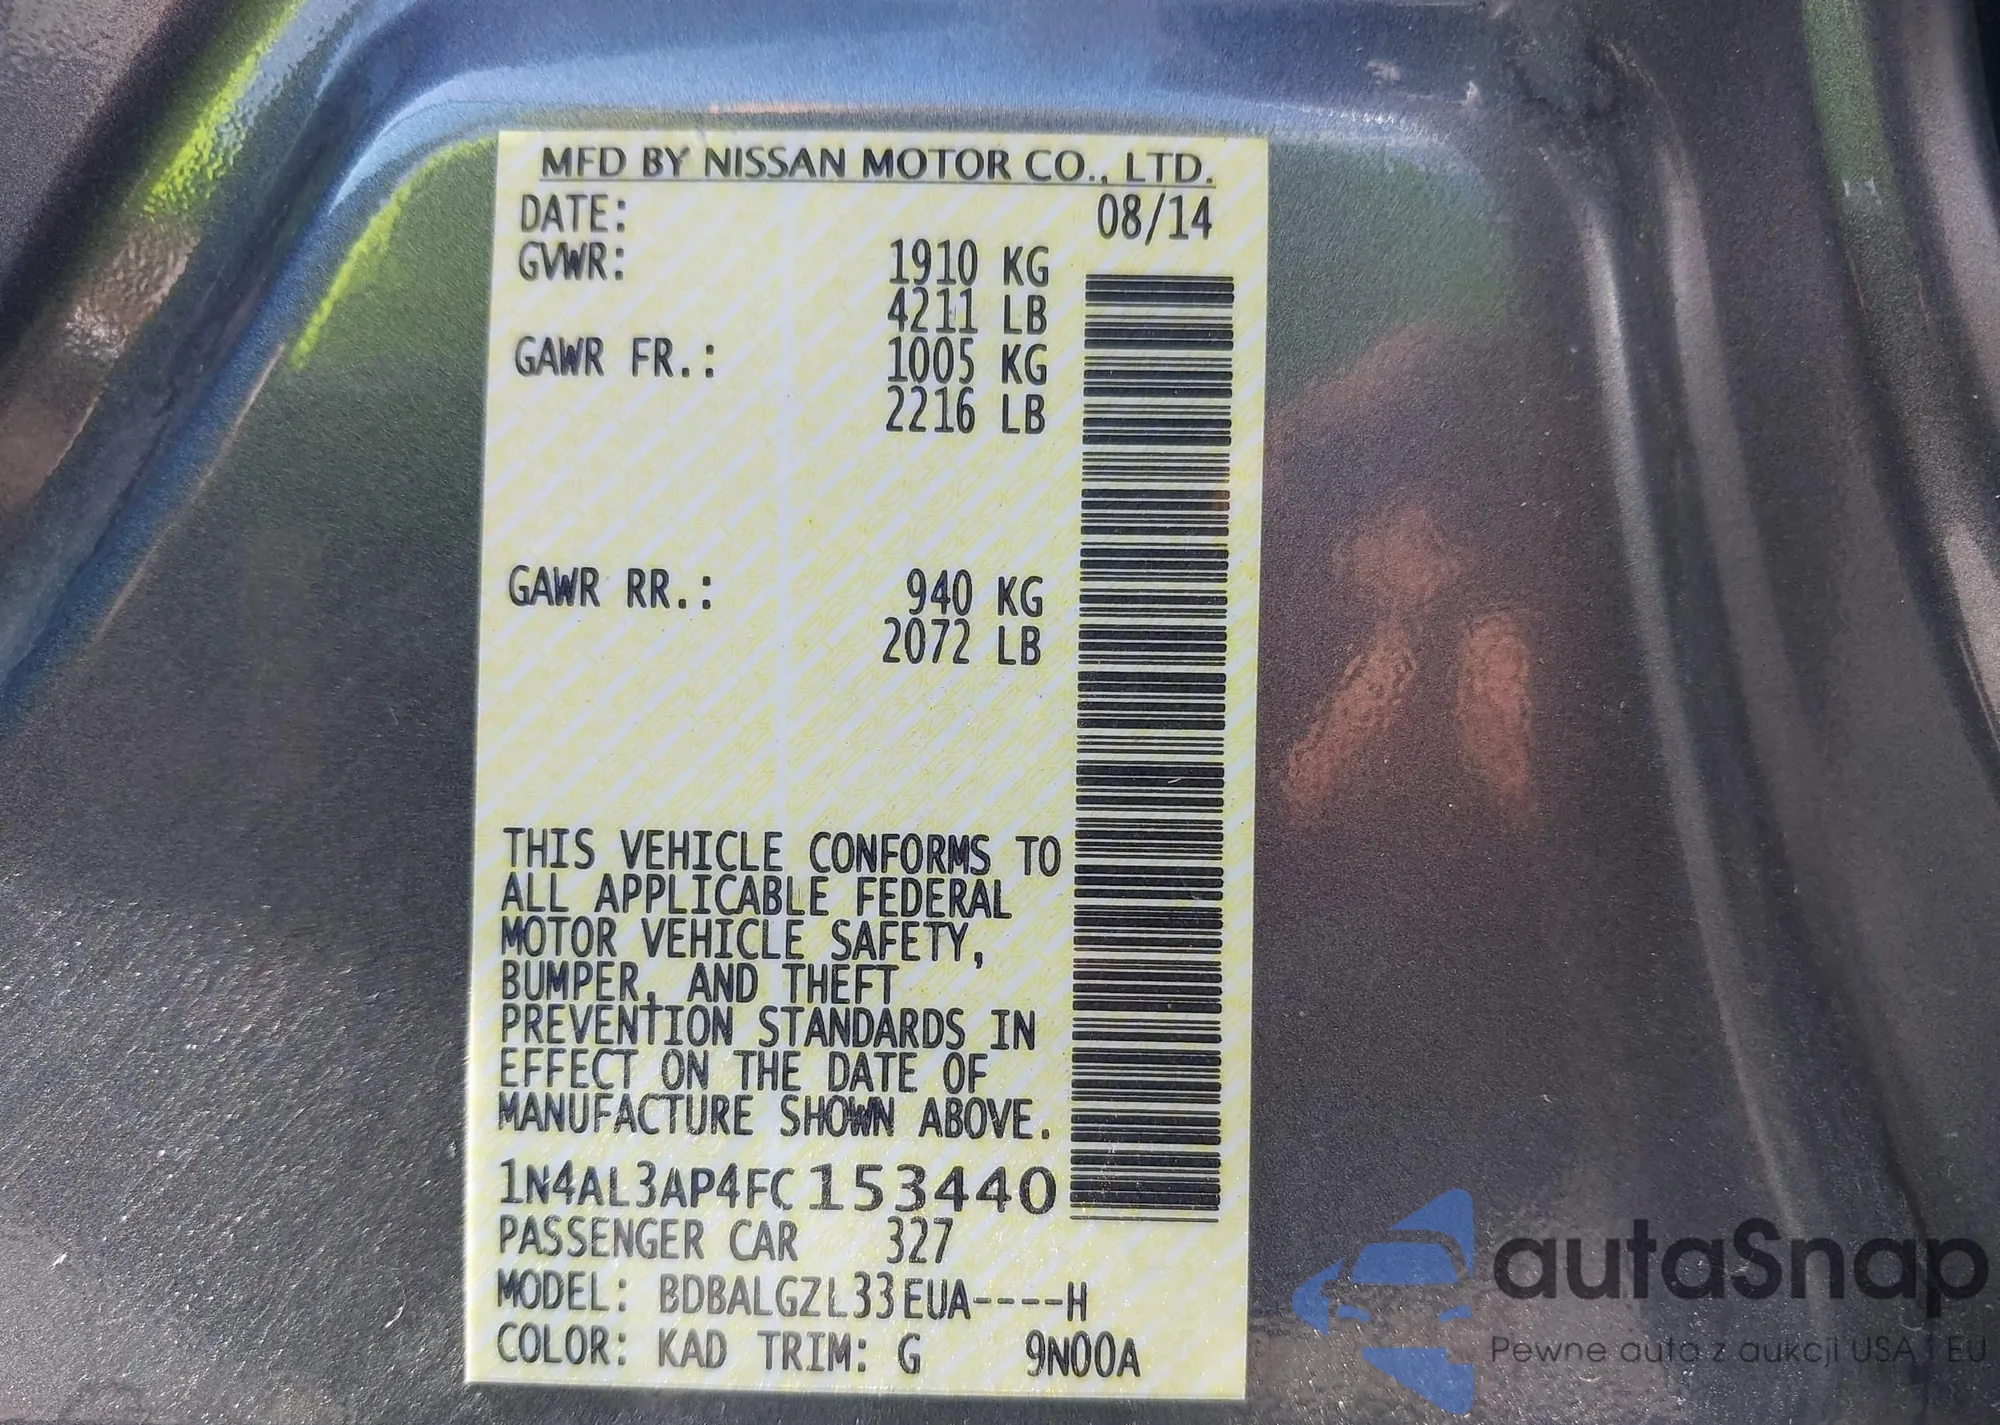 MFD BY NISSAN MOTOR CO., LTD.
DATE: 08/14
GVWR: 1910 KG
4211 LB
GAWR FR.: 1005 KG
2216 LB
GAWR RR.: 940 KG
2072 LB
THIS VEHICLE CONFORMS TO
ALL APPLICABLE FEDERAL
MOTOR VEHICLE SAFETY,
BUMPER, AND THEFT
PREVENTION STANDARDS IN
EFFECT ON THE DATE OF
MANUFACTURE SHOWN ABOVE.
1N4AL3AP4FC153440
PASSENGER CAR 327
MODEL: BDBALGZL33EUA----H
COLOR: KAD TRIM: G 9N00A
autaSnap
Pewne auta z aukcji USA i EU